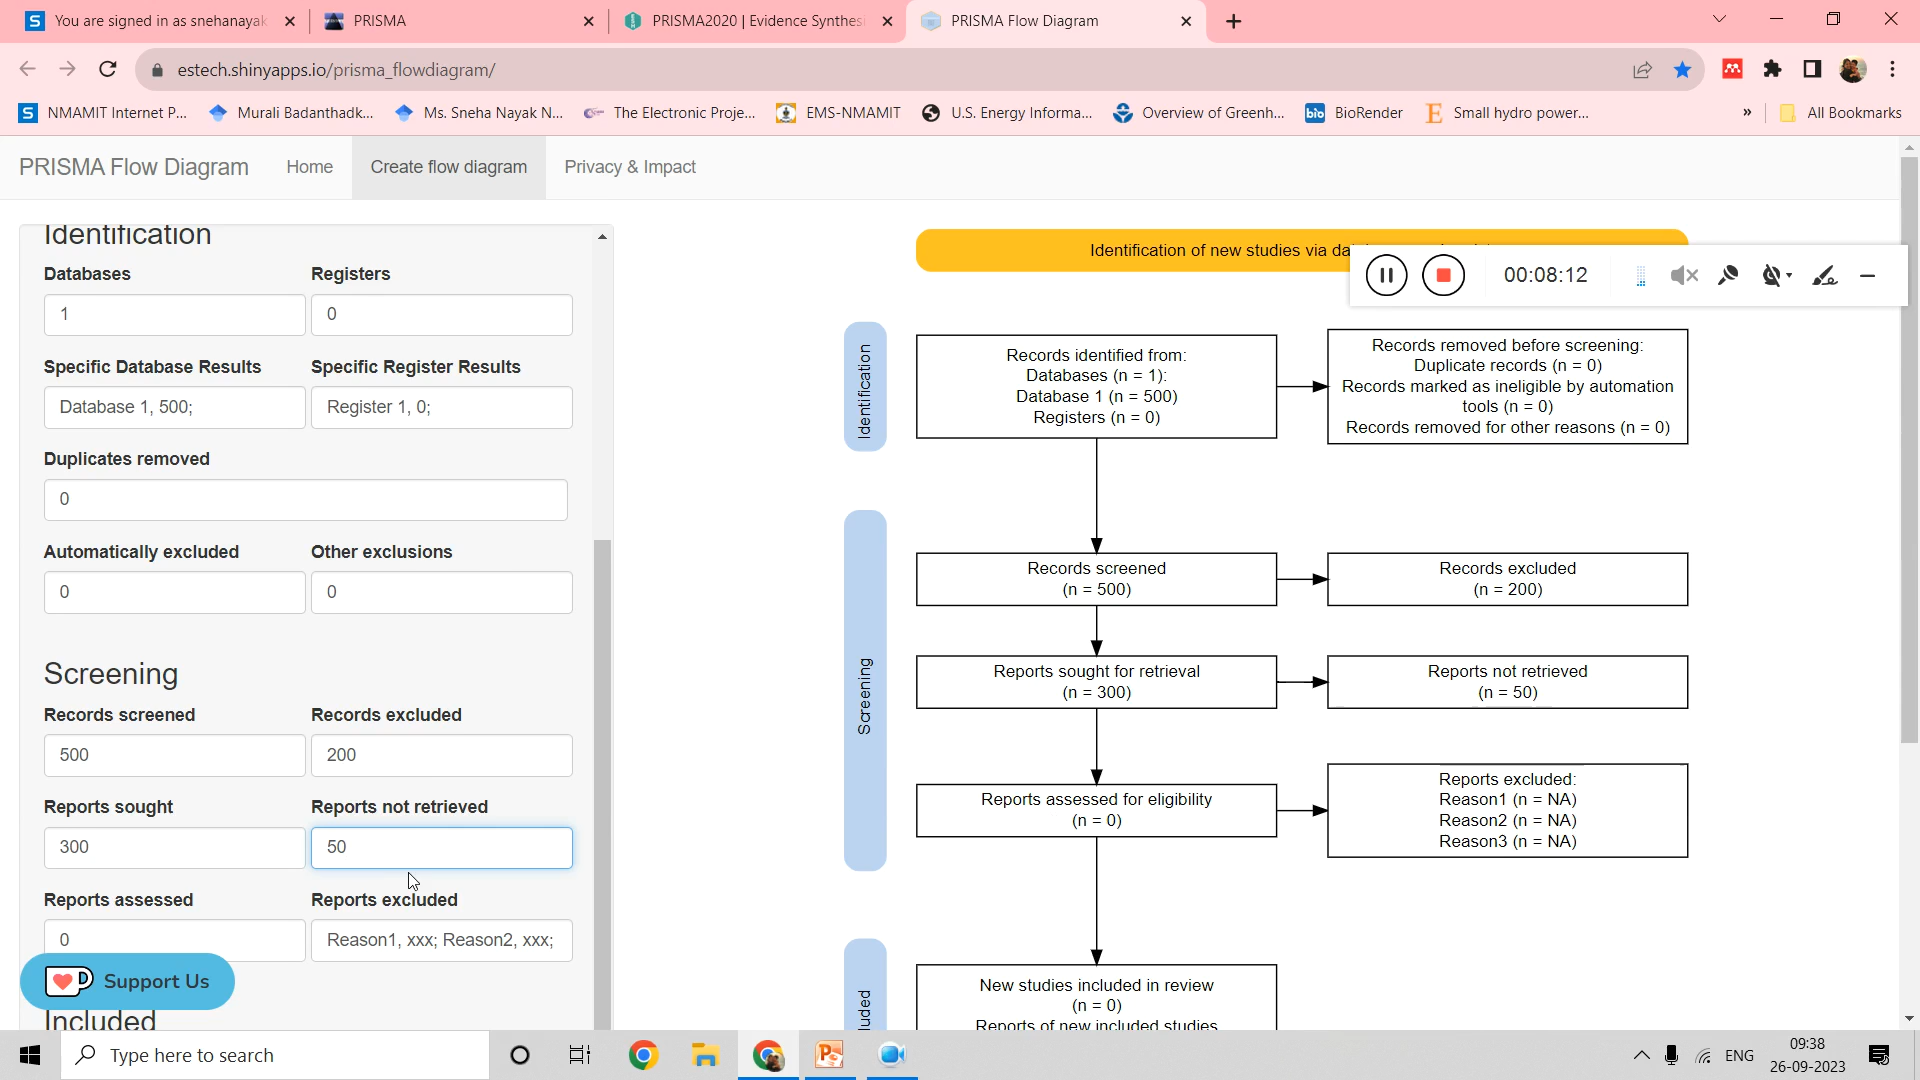 You are signed in as snehanayak
PRISMA
PRISMA2020 | Evidence Synthes
PRISMA Flow Diagram
estech.shinyapps.io/prisma_flowdiagram/
NMAMIT Internet P...
Murali Badanthadk...
Ms. Sneha Nayak N...
The Electronic Proje...
EMS-NMAMIT
U.S. Energy Informa...
Overview of Greenh...
bio
BioRender
Small hydro power...
»
All Bookmarks
PRISMA Flow Diagram
Home
Create flow diagram
Privacy & Impact
Identification
Databases
Registers
1
0
Specific Database Results
Specific Register Results
Database 1, 500;
Register 1, 0;
Duplicates removed
0
Automatically excluded
Other exclusions
0
0
Screening
Records screened
Records excluded
500
200
Reports sought
Reports not retrieved
300
50
Reports assessed
Reports excluded
0
Reason1, xxx; Reason2, xxx;
Support Us
Included
Identification of new studies via da
00:08:12
Identification
Records identified from:
Databases (n = 1):
Database 1 (n = 500)
Registers (n = 0)
Records removed before screening:
Duplicate records (n = 0)
Records marked as ineligible by automation
tools (n = 0)
Records removed for other reasons (n = 0)
Screening
Records screened
(n = 500)
Records excluded
(n = 200)
Reports sought for retrieval
(n = 300)
Reports not retrieved
(n = 50)
Reports assessed for eligibility
(n = 0)
Reports excluded:
Reason1 (n = NA)
Reason2 (n = NA)
Reason3 (n = NA)
luded
New studies included in review
(n = 0)
Reports of new included studies
Type here to search
ENG
09:38
26-09-2023